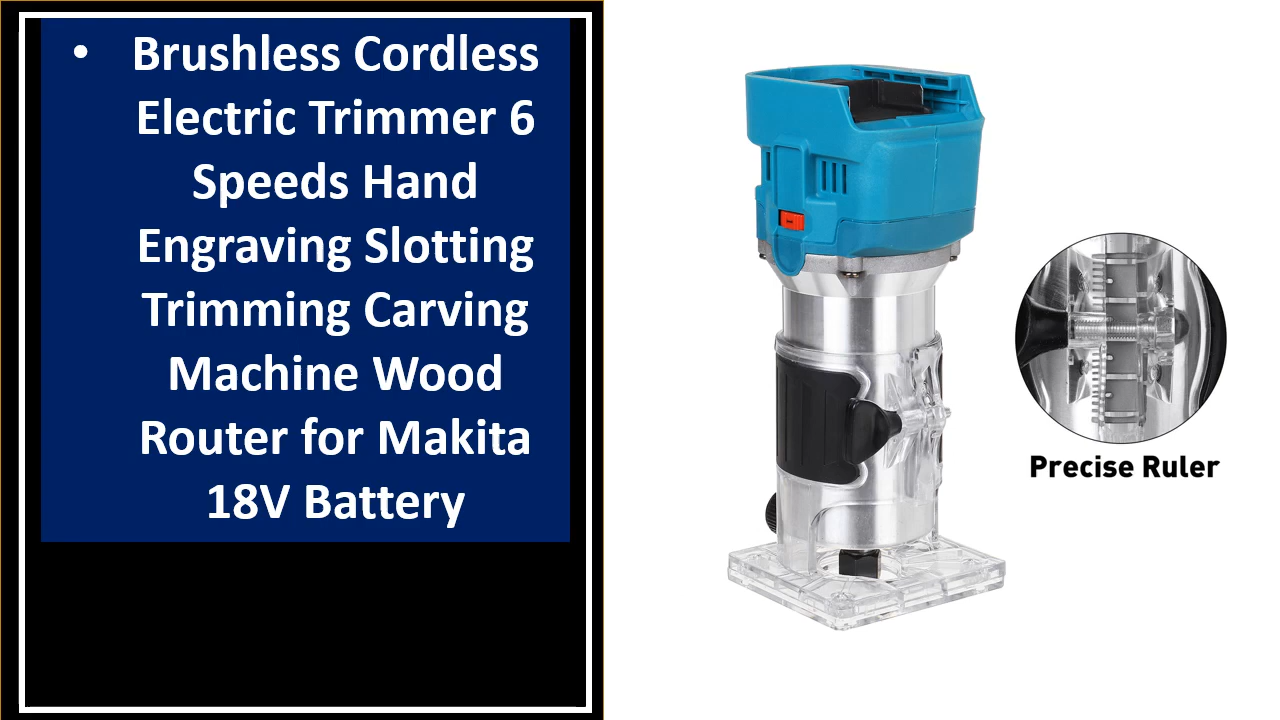 • Brushless Cordless
Electric Trimmer 6
Speeds Hand
Engraving Slotting
Trimming Carving
Machine Wood
Router for Makita
18V Battery
Precise Ruler